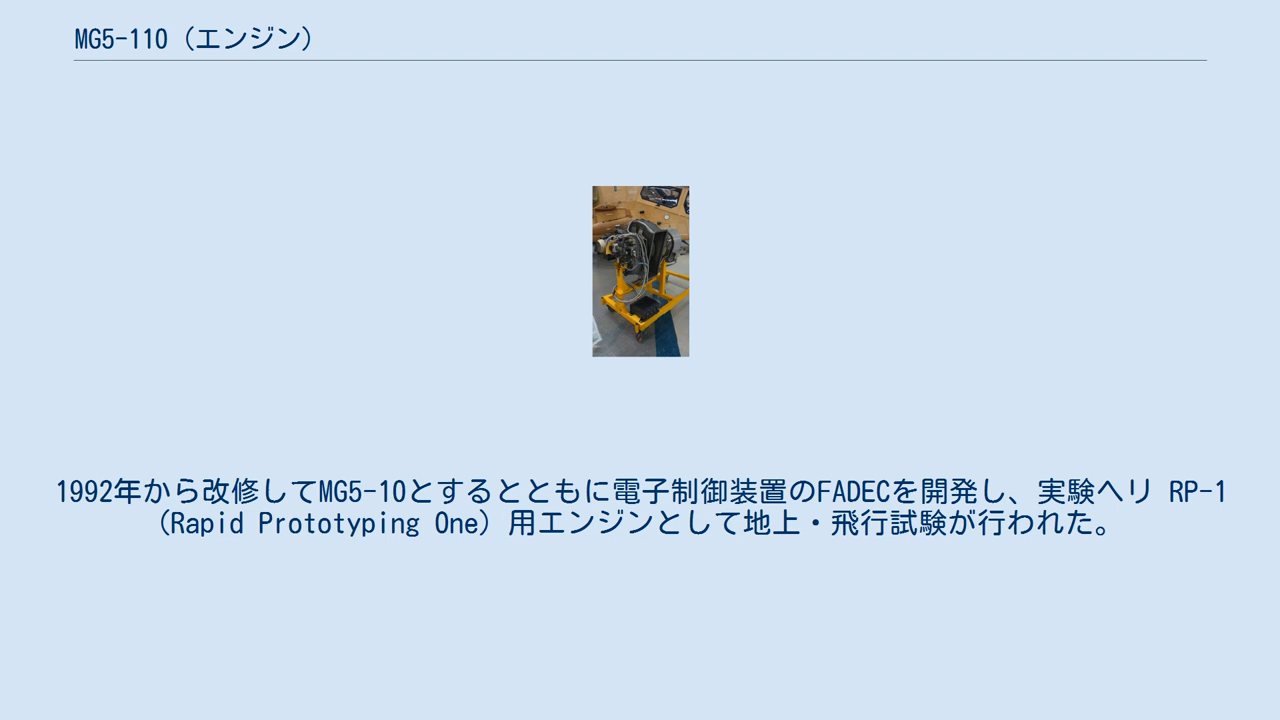 MG5-110（エンジン）
1992年から改修してMG5-10とするとともに電子制御装置のFADECを開発し、実験ヘリ RP-1
（Rapid Prototyping One）用エンジンとして地上・飛行試験が行われた。